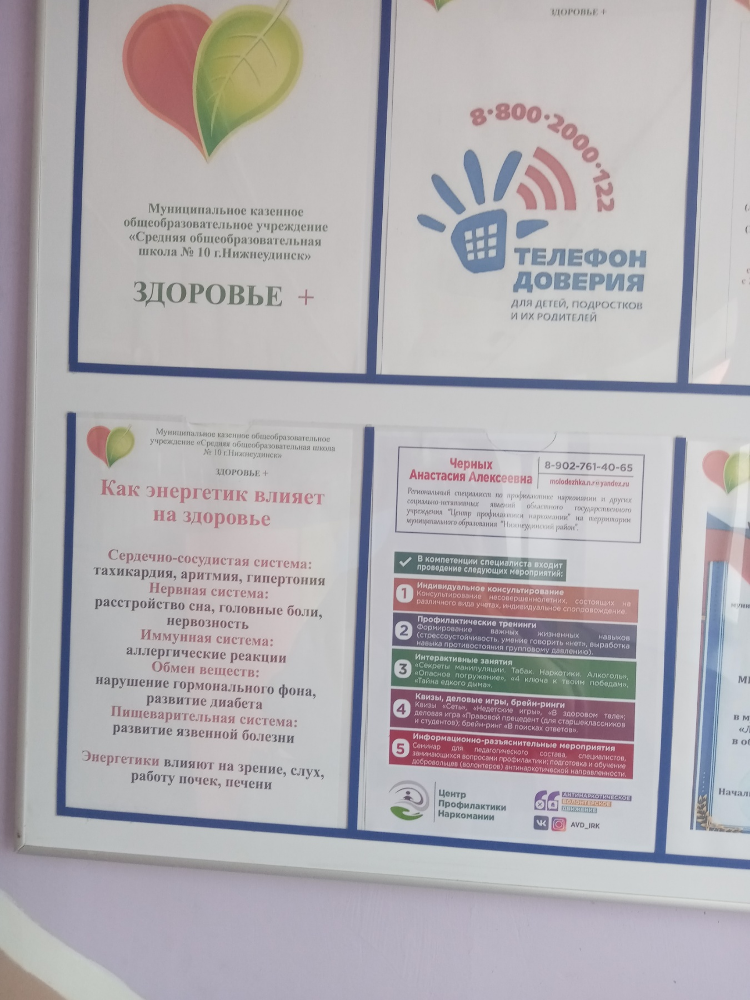 Муниципальное казенное
общеобразовательное учреждение
«Средняя общеобразовательная
школа № 10 г.Нижнеудинск»
ЗДОРОВЬЕ +
ЗДОРОВЬЕ +
8·800·2000·122
ТЕЛЕФОН
ДОВЕРИЯ
ДЛЯ ДЕТЕЙ, ПОДРОСТКОВ
И ИХ РОДИТЕЛЕЙ
Муниципальное казенное общеобразовательное
учреждение «Средняя общеобразовательная школа
№ 10 г.Нижнеудинск»
ЗДОРОВЬЕ +
Как энергетик влияет
на здоровье
Сердечно-сосудистая система:
тахикардия, аритмия, гипертония
Нервная система:
расстройство сна, головные боли,
нервозность
Иммунная система:
аллергические реакции
Обмен веществ:
нарушение гормонального фона,
развитие диабета
Пищеварительная система:
развитие язвенной болезни
Энергетики влияют на зрение, слух,
работу почек, печени
Черных
Анастасия Алексеевна
8-902-761-40-65
molodezhka.n.r@yandex.ru
Региональный специалист по профилактике наркомании и других
социально-негативных явлений областного государственного
учреждения "Центр профилактики наркомании" на территории
муниципального образования "Нижнеудинский район".
В компетенции специалиста входит
проведение следующих мероприятий:
1 Индивидуальное консультирование
Консультирование несовершеннолетних, состоящих на
различного вида учетах, индивидуальное спопровождение.
2 Профилактические тренинги
Формирование важных жизненных навыков
(стрессоустойчивость, умение говорить «нет», выработка
навыка противостояния групповому давлению).
3 Интерактивные занятия
«Секреты манипуляции. Табак. Наркотики. Алкоголь»,
«Опасное погружение», «4 ключа к твоим победам»,
«Тайна едкого дыма».
4 Квизы, деловые игры, брейн-ринги
Квизы «Сеть», «Недетские игры», «В здоровом теле»;
деловая игра «Правовой прецедент (для старшеклассников
и студентов); брейн-ринг «В поисках ответов».
5 Информационно-разъяснительные мероприятия
Семинар для педагогического состава, специалистов,
занимающихся вопросами профилактики; подготовка и обучение
добровольцев (волонтеров) антинаркотической направленности.
Центр
Профилактики
Наркомании
АНТИНАРКОТИЧЕСКОЕ
ВОЛОНТЕРСКОЕ
ДВИЖЕНИЕ
AVD_IRK